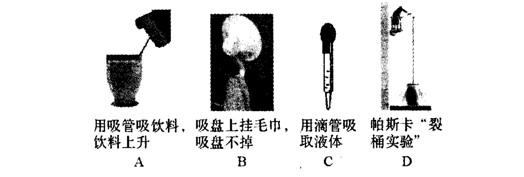 用吸管吸饮料，
饮料上升
A
吸盘上挂毛巾，
吸盘不掉
B
用滴管吸
取液体
C
帕斯卡“裂
桶实验”
D